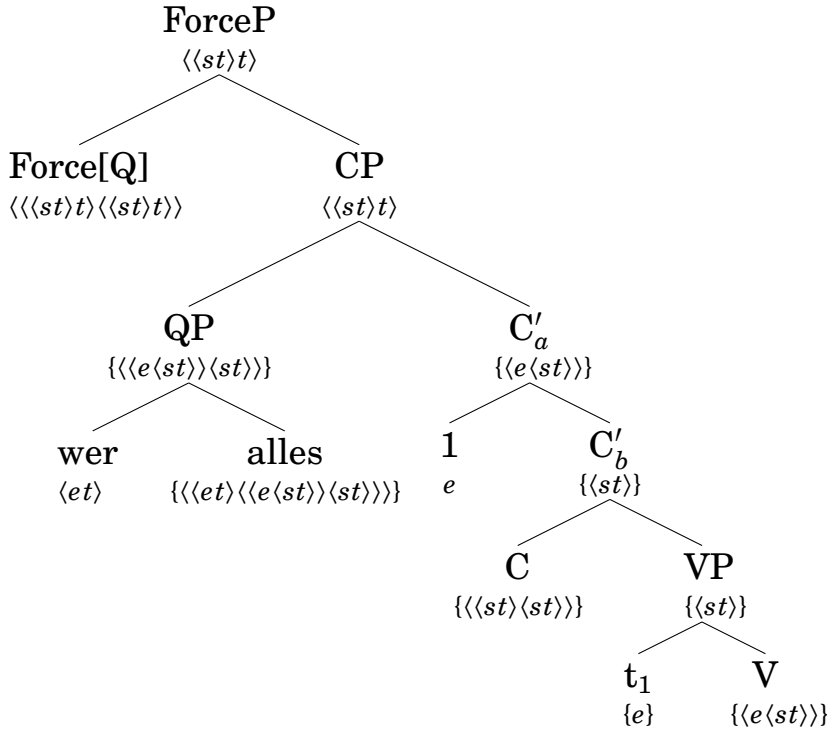 ForceP
⟨⟨st⟩t⟩
Force[Q] CP
⟨⟨⟨st⟩t⟩⟨⟨st⟩t⟩⟩ ⟨⟨st⟩t⟩
QP C′a
{⟨⟨e⟨st⟩⟩⟨st⟩⟩} {⟨e⟨st⟩⟩}
wer alles 1 C′b
⟨et⟩ {⟨⟨et⟩⟨⟨e⟨st⟩⟩⟨st⟩⟩⟩} e {⟨st⟩}
C VP
{⟨⟨st⟩⟨st⟩⟩} {⟨st⟩}
t1 V
{e} {⟨e⟨st⟩⟩}